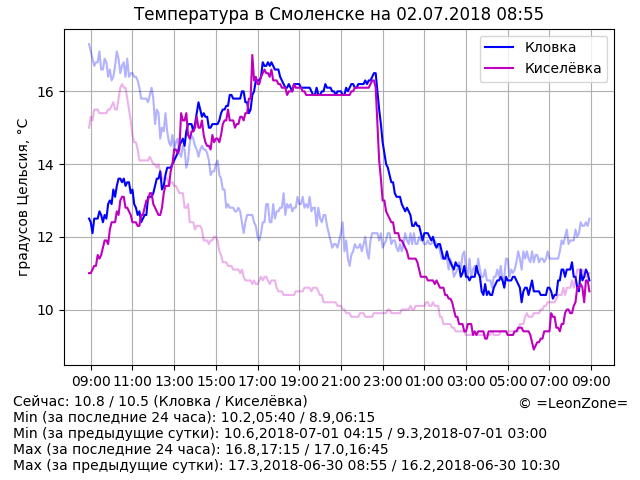 Температура в Смоленске на 02.07.2018 08:55
Кловка
Киселёвка
градусов Цельсия, °C
16
14
12
10
09:00 11:00 13:00 15:00 17:00 19:00 21:00 23:00 01:00 03:00 05:00 07:00 09:00
Сейчас: 10.8 / 10.5 (Кловка / Киселёвка)
© =LeonZone=
Min (за последние 24 часа): 10.2,05:40 / 8.9,06:15
Min (за предыдущие сутки): 10.6,2018-07-01 04:15 / 9.3,2018-07-01 03:00
Max (за последние 24 часа): 16.8,17:15 / 17.0,16:45
Max (за предыдущие сутки): 17.3,2018-06-30 08:55 / 16.2,2018-06-30 10:30